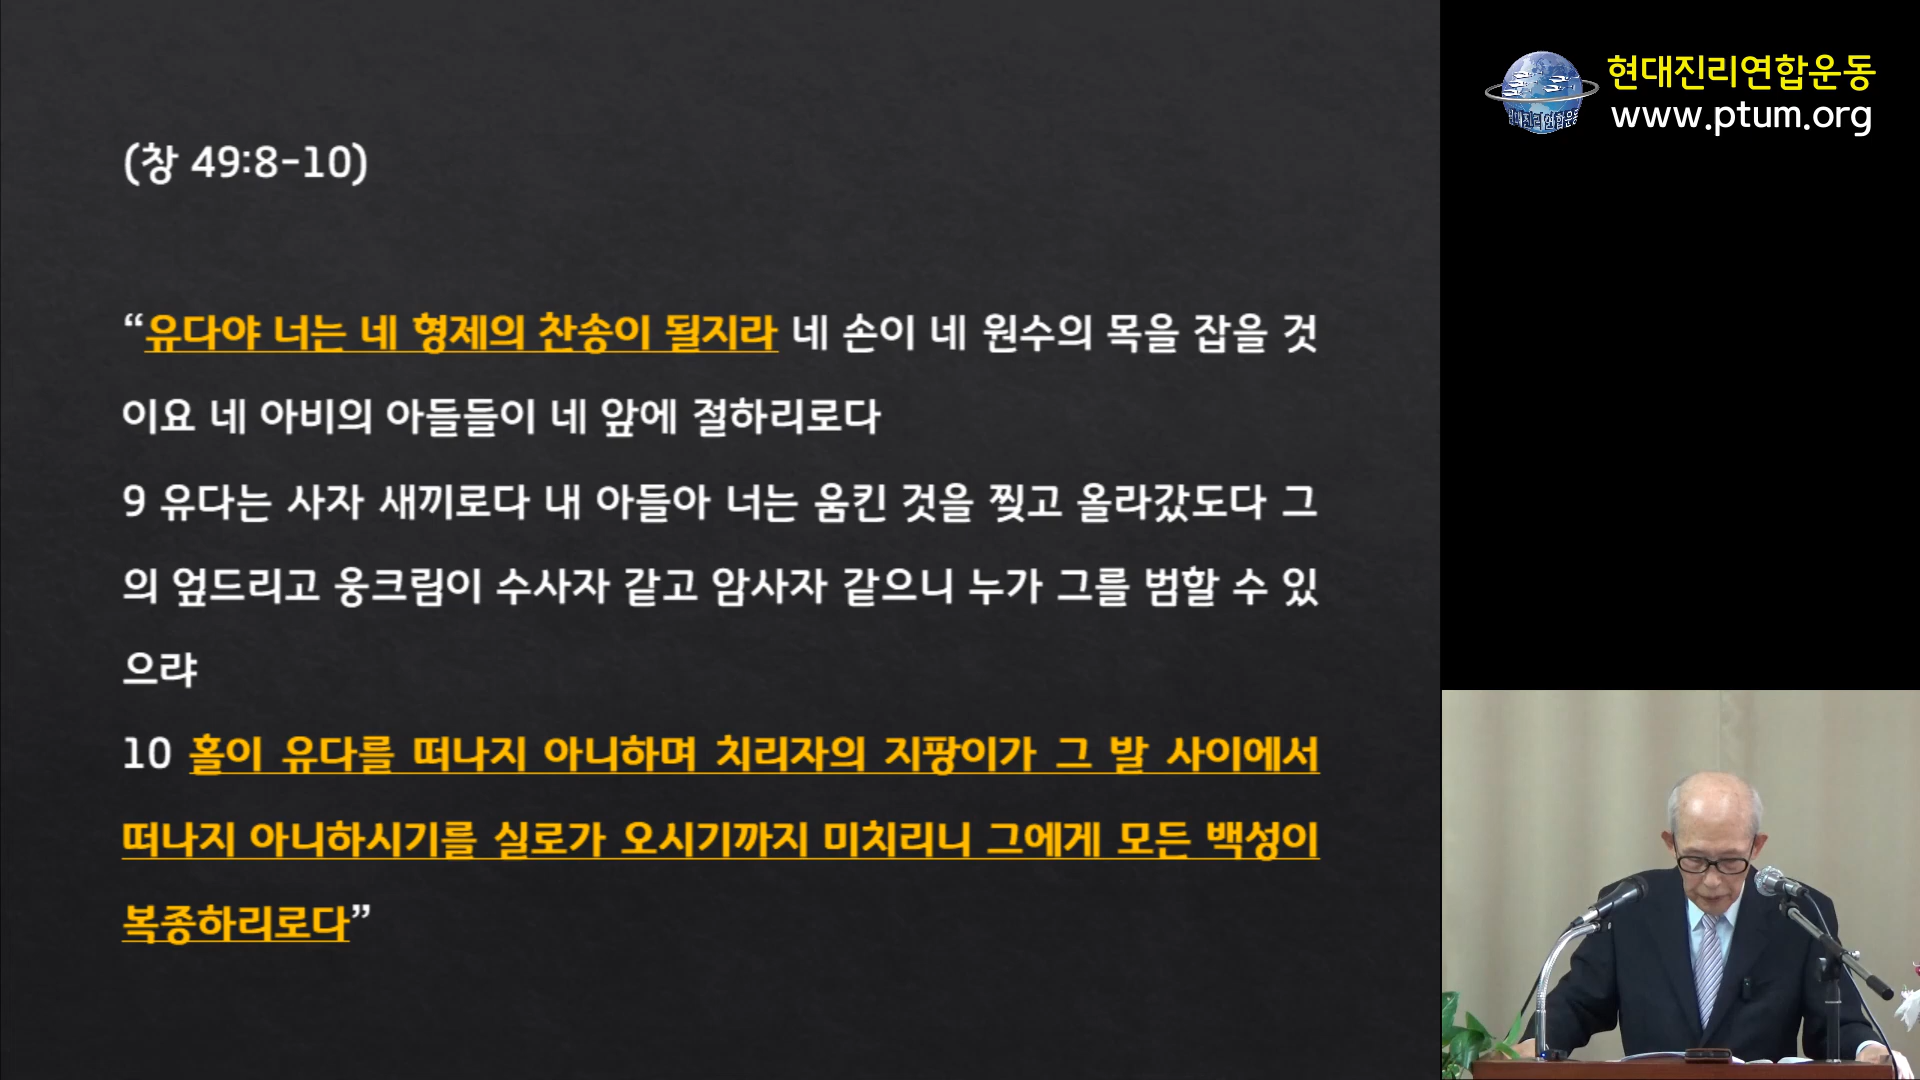 (창 49:8-10)
“유다야 너는 네 형제의 찬송이 될지라 네 손이 네 원수의 목을 잡을 것
이요 네 아비의 아들들이 네 앞에 절하리로다
9 유다는 사자 새끼로다 내 아들아 너는 움킨 것을 찢고 올라갔도다 그
의 엎드리고 웅크림이 수사자 같고 암사자 같으니 누가 그를 범할 수 있
으랴
10 홀이 유다를 떠나지 아니하며 치리자의 지팡이가 그 발 사이에서
떠나지 아니하시기를 실로가 오시기까지 미치리니 그에게 모든 백성이
복종하리로다”
현대진리연합운동
www.ptum.org
현대진리연합운동